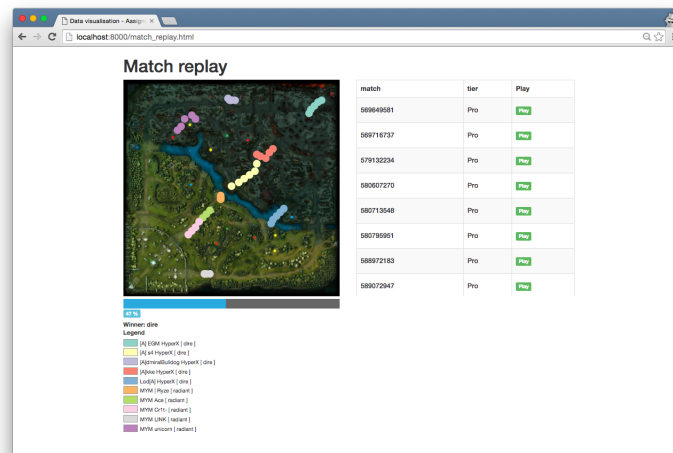 Data visualisation - Assign
localhost:8000/match_replay.html
Match replay
match tier Play
569649581 Pro Play
569716737 Pro Play
579132234 Pro Play
580607270 Pro Play
580713548 Pro Play
580795951 Pro Play
588972183 Pro Play
589072947 Pro Play
47 %
Winner: dire
Legend
[A] EGM HyperX [ dire ]
[A] s4 HyperX [ dire ]
[A]dmiralBulldog HyperX [ dire ]
[A]kke HyperX [ dire ]
Lod[A] HyperX [ dire ]
MYM | Ryze [ radiant ]
MYM Ace [ radiant ]
MYM Cr1t- [ radiant ]
MYM LINK [ radiant ]
MYM unicorn [ radiant ]